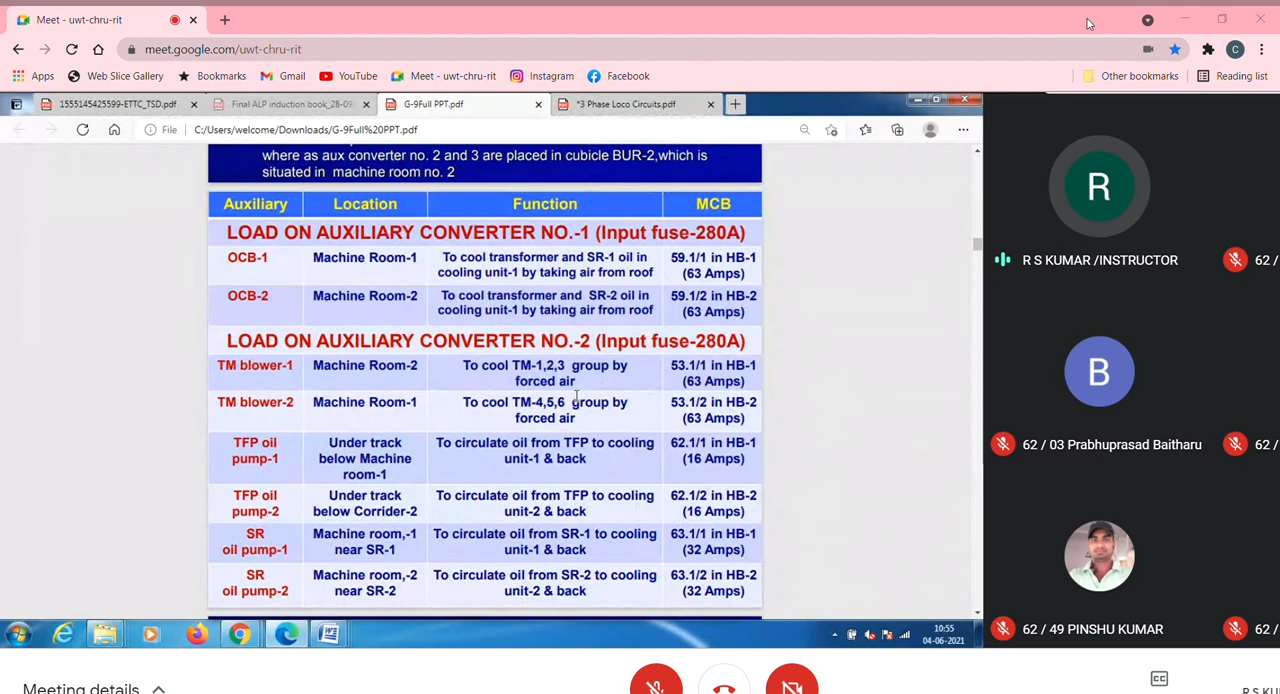 Meet - uwt-chru-rit
meet.google.com/uwt-chru-rit
C
Apps Web Slice Gallery Bookmarks Gmail YouTube Meet - uwt-chru-rit Instagram Facebook Other bookmarks Reading list
1555145425599-ETTC_TSD.pdf Final ALP induction book_28-09 G-9Full PPT.pdf *3 Phase Loco Circuits.pdf
File C:/Users/welcome/Downloads/G-9Full%20PPT.pdf
where as aux converter no. 2 and 3 are placed in cubicle BUR-2,which is
situated in machine room no. 2
Auxiliary Location Function MCB
LOAD ON AUXILIARY CONVERTER NO.-1 (Input fuse-280A)
OCB-1 Machine Room-1 To cool transformer and SR-1 oil in 59.1/1 in HB-1
cooling unit-1 by taking air from roof (63 Amps)
OCB-2 Machine Room-2 To cool transformer and SR-2 oil in 59.1/2 in HB-2
cooling unit-1 by taking air from roof (63 Amps)
LOAD ON AUXILIARY CONVERTER NO.-2 (Input fuse-280A)
TM blower-1 Machine Room-2 To cool TM-1,2,3 group by 53.1/1 in HB-1
forced air (63 Amps)
TM blower-2 Machine Room-1 To cool TM-4,5,6 group by 53.1/2 in HB-2
forced air (63 Amps)
TFP oil Under track To circulate oil from TFP to cooling 62.1/1 in HB-1
pump-1 below Machine unit-1 & back (16 Amps)
room-1
TFP oil Under track To circulate oil from TFP to cooling 62.1/2 in HB-2
pump-2 below Corrider-2 unit-2 & back (16 Amps)
SR Machine room,-1 To circulate oil from SR-1 to cooling 63.1/1 in HB-1
oil pump-1 near SR-1 unit-1 & back (32 Amps)
SR Machine room,-2 To circulate oil from SR-2 to cooling 63.1/2 in HB-2
oil pump-2 near SR-2 unit-2 & back (32 Amps)
10:55
04-06-2021
R
R S KUMAR /INSTRUCTOR 62 /
B
62 / 03 Prabhuprasad Baitharu 62 /
62 / 49 PINSHU KUMAR 62 /
CC
Meeting details
R S KU